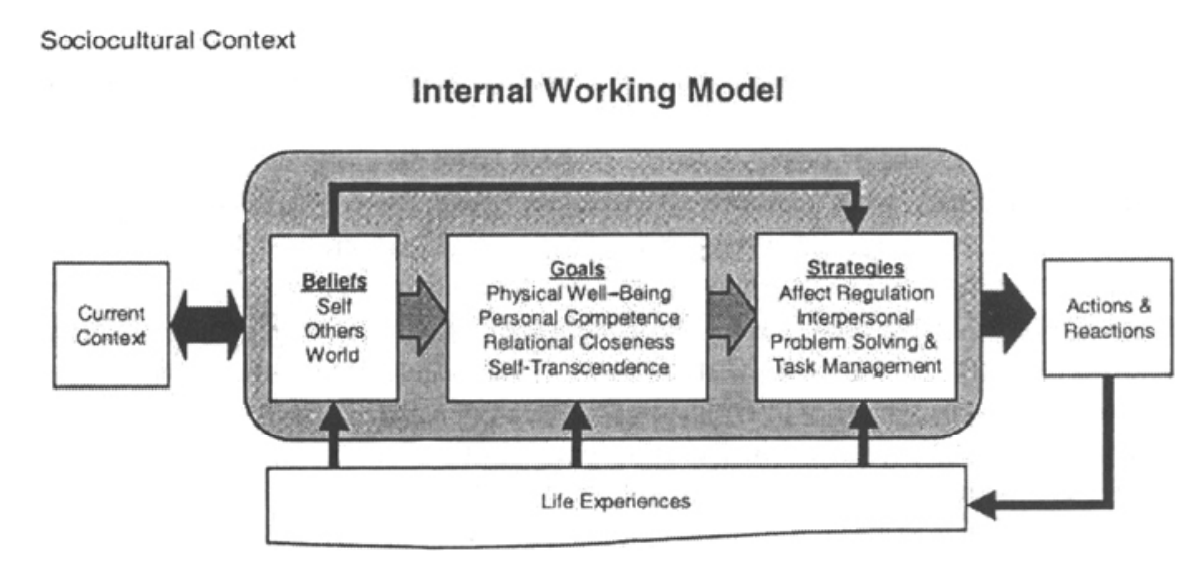 Sociocultural Context
Internal Working Model
Current
Context
Beliefs
Self
Others
World
Goals
Physical Well-Being
Personal Competence
Relational Closeness
Self-Transcendence
Strategies
Affect Regulation
Interpersonal
Problem Solving &
Task Management
Actions &
Reactions
Life Experiences